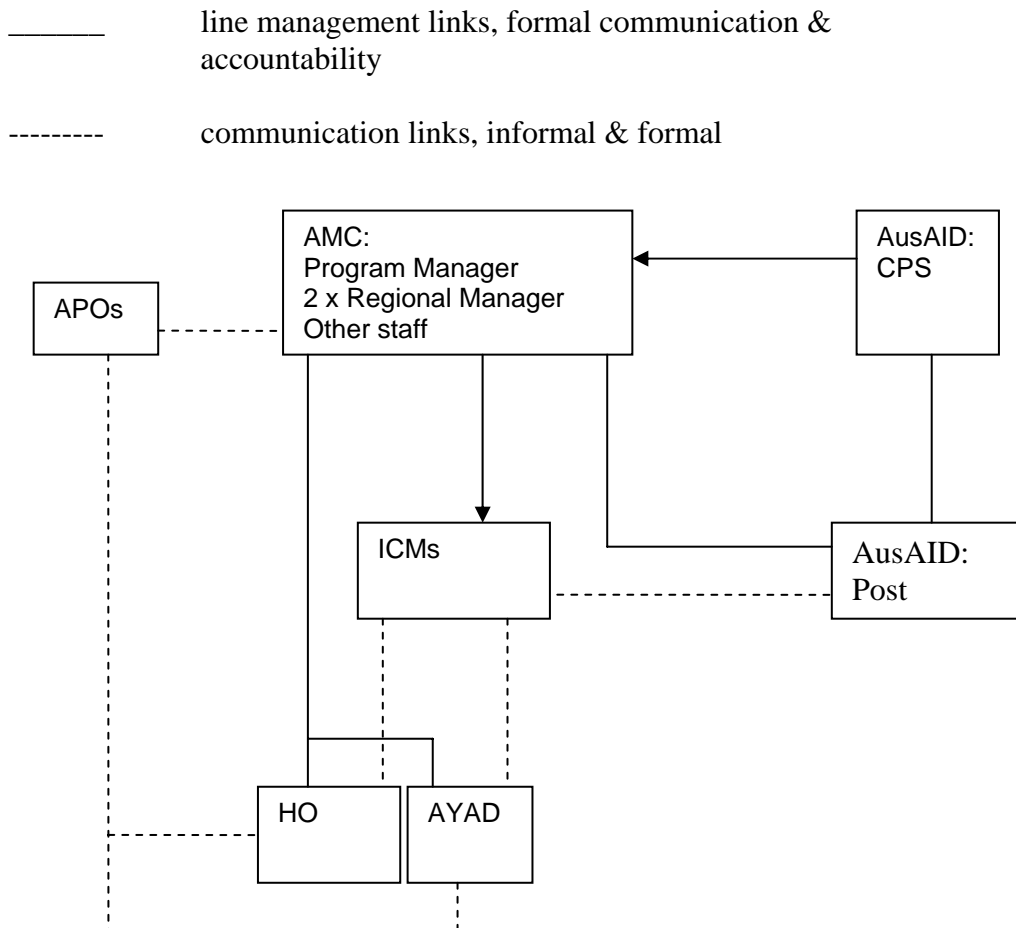 ______ line management links, formal communication &
accountability
--------- communication links, informal & formal
AMC:
Program Manager
2 x Regional Manager
Other staff
AusAID:
CPS
APOs
ICMs
AusAID:
Post
HO
AYAD